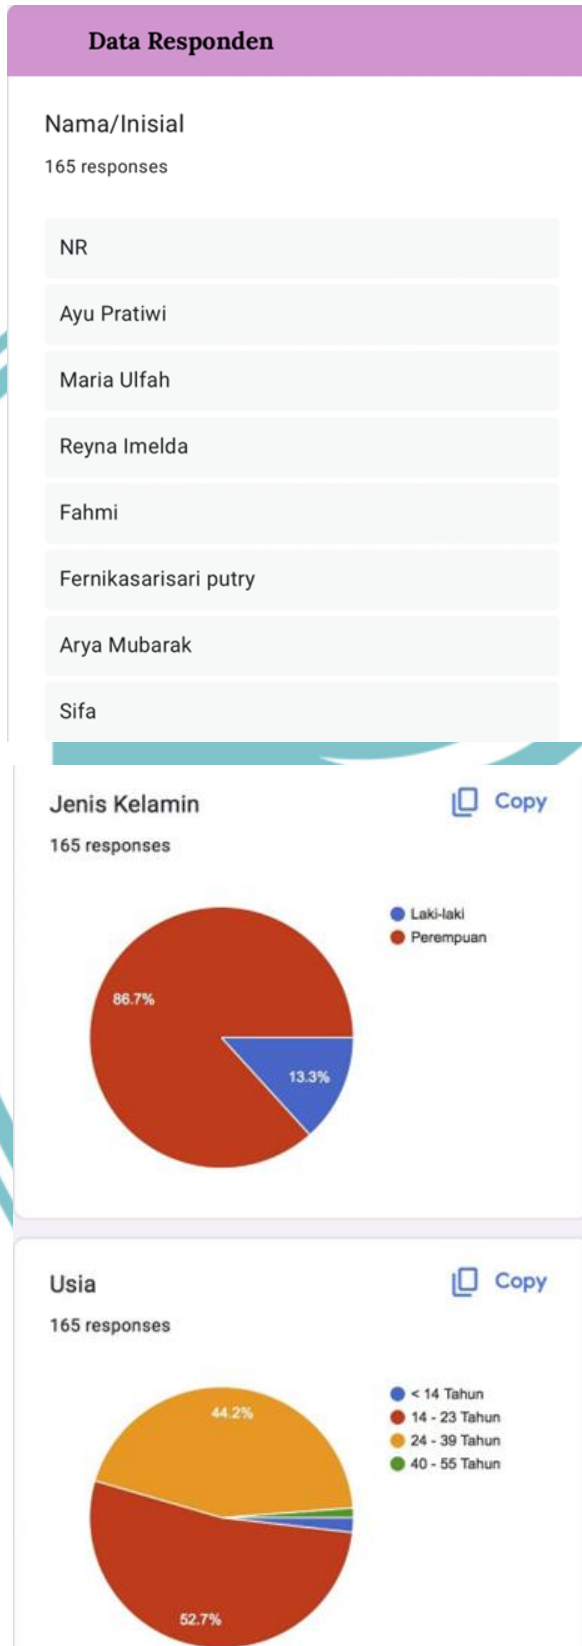 Data Responden
Nama/Inisial
165 responses
NR
Ayu Pratiwi
Maria Ulfah
Reyna Imelda
Fahmi
Fernikasarisari putry
Arya Mubarak
Sifa
Jenis Kelamin
Copy
165 responses
Laki-laki
Perempuan
86.7%
13.3%
Usia
Copy
165 responses
< 14 Tahun
14 - 23 Tahun
24 - 39 Tahun
40 - 55 Tahun
44.2%
52.7%